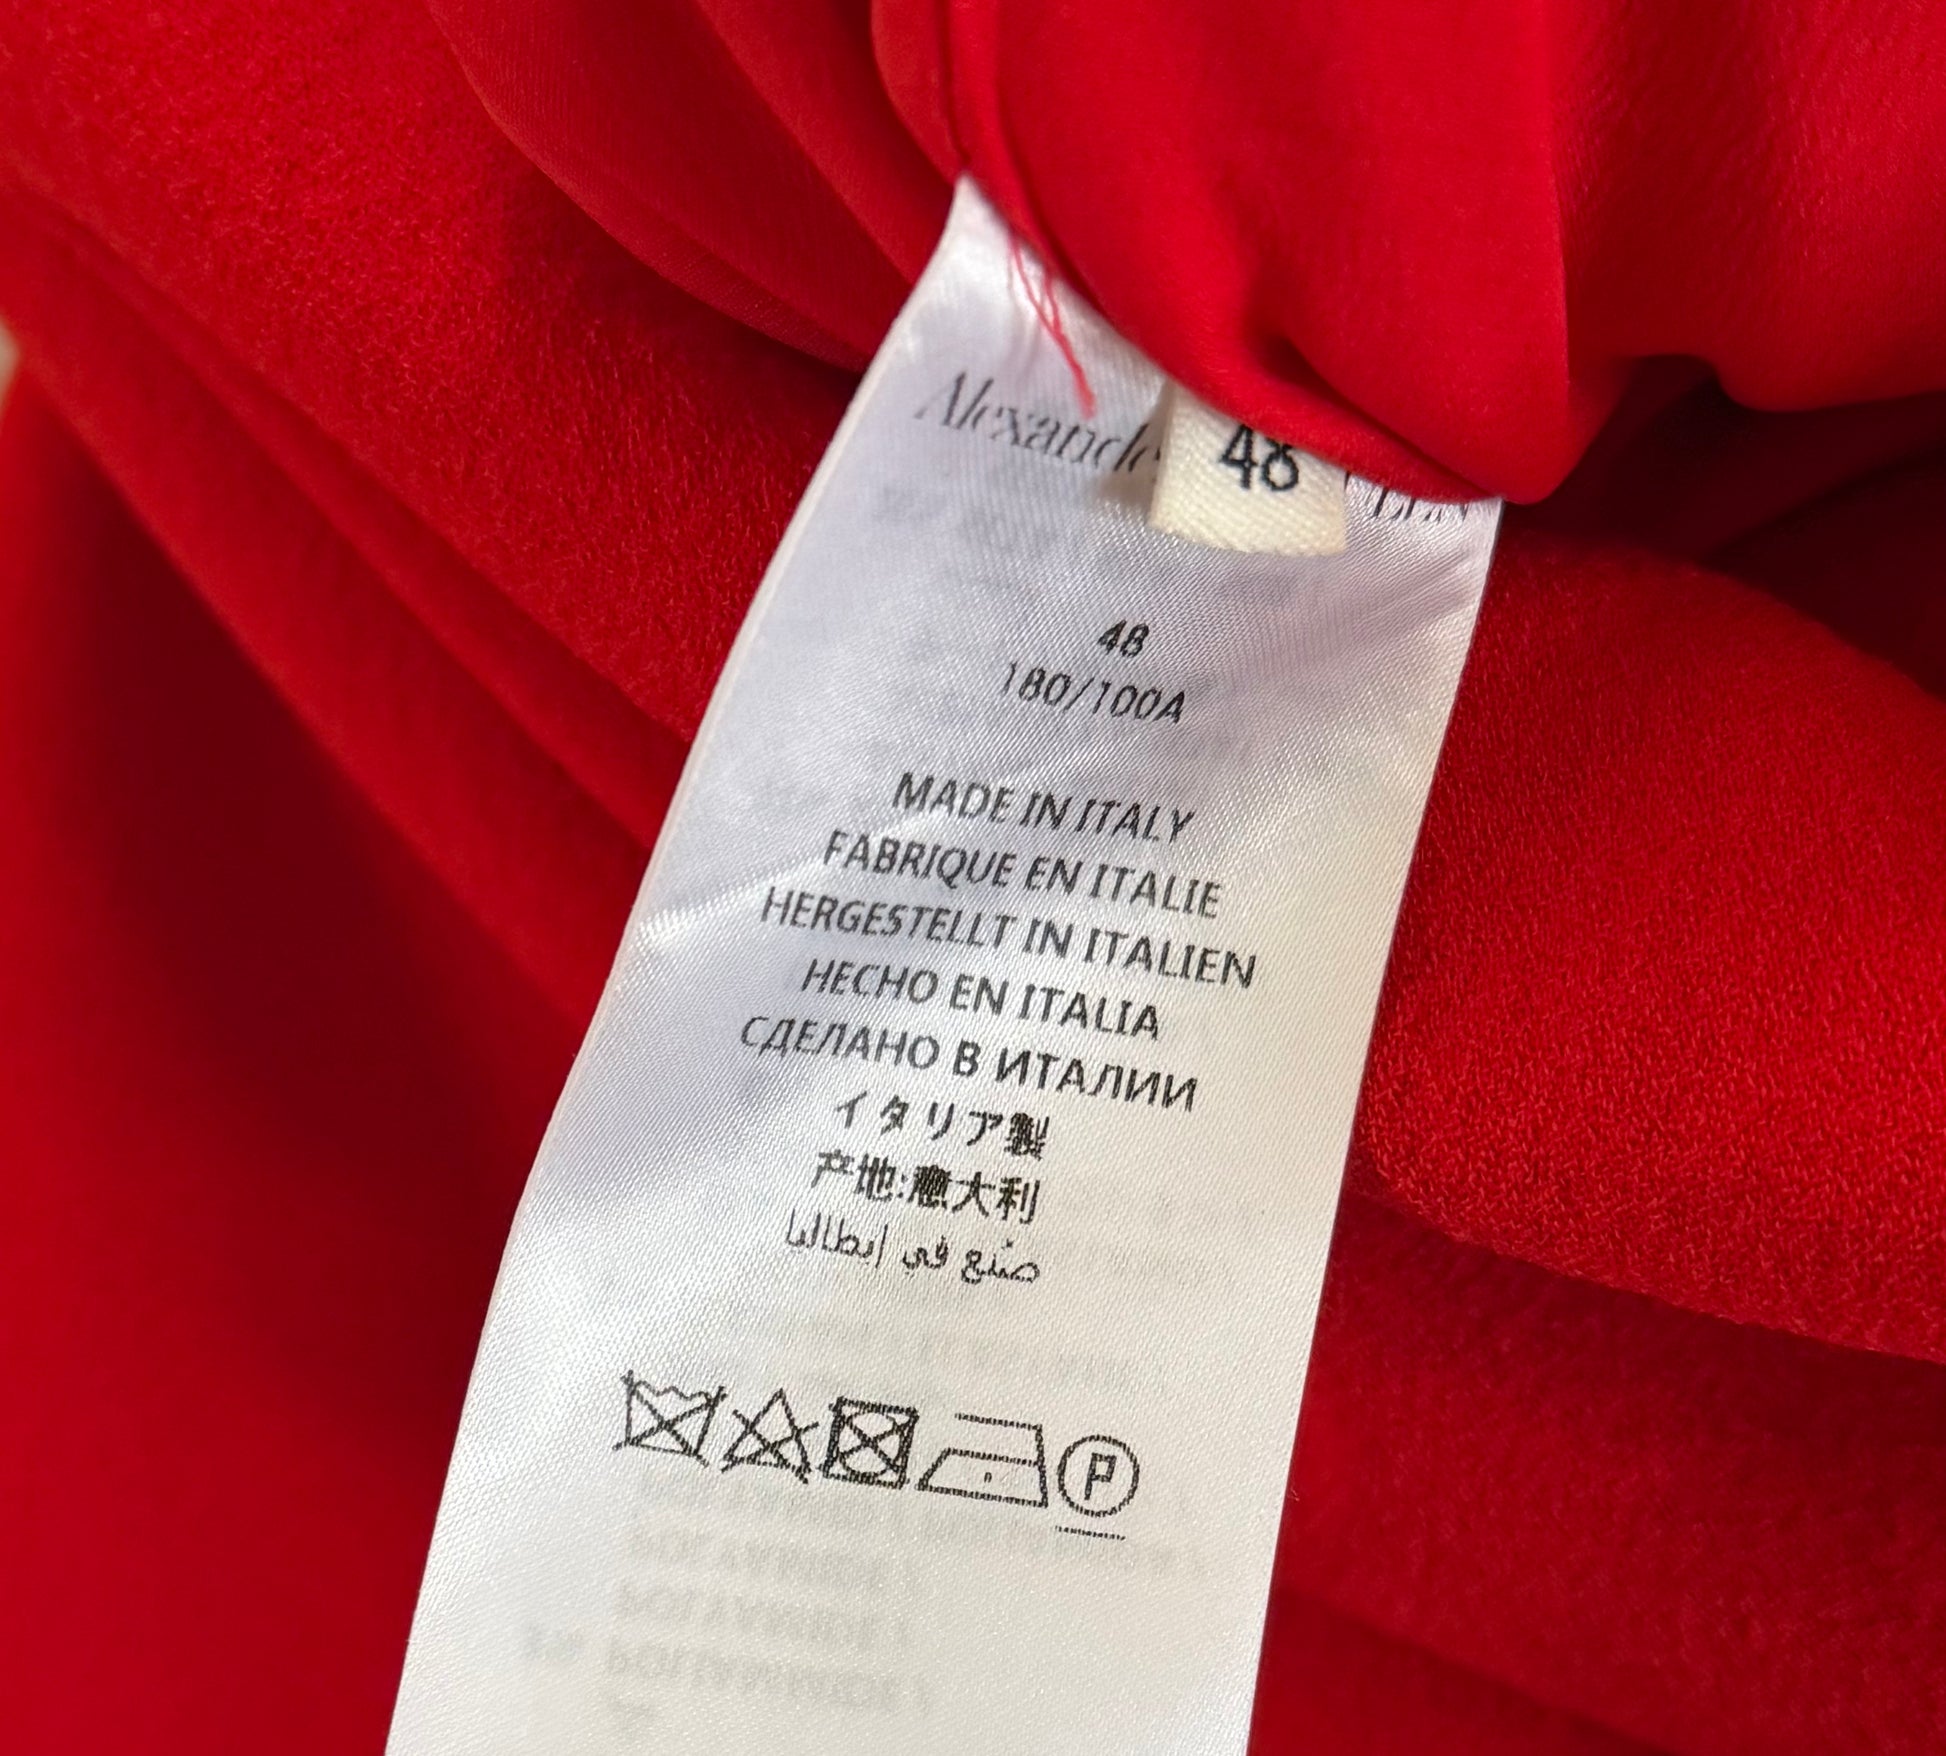 48
48
180/100A
MADE IN ITALY
FABRIQUE EN ITALIE
HERGESTELLT IN ITALIEN
HECHO EN ITALIA
СДЕЛАНО В ИТАЛИИ
イタリア製
产地:意大利
صنع في إيطاليا
P